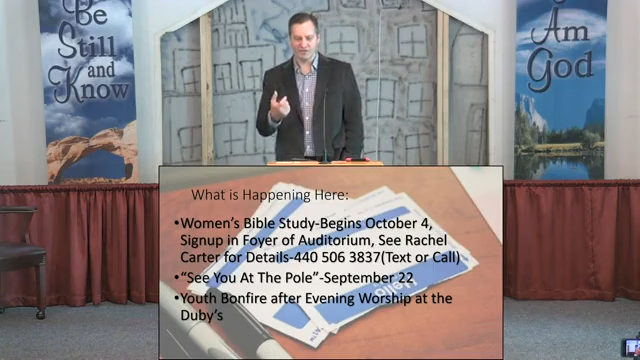 Be
Still
and
Know
I
Am
God
What is Happening Here:
•Women's Bible Study-Begins October 4,
Signup in Foyer of Auditorium, See Rachel
Carter for Details-440 506 3837(Text or Call)
•"See You At The Pole"-September 22
•Youth Bonfire after Evening Worship at the
Duby's
Hello